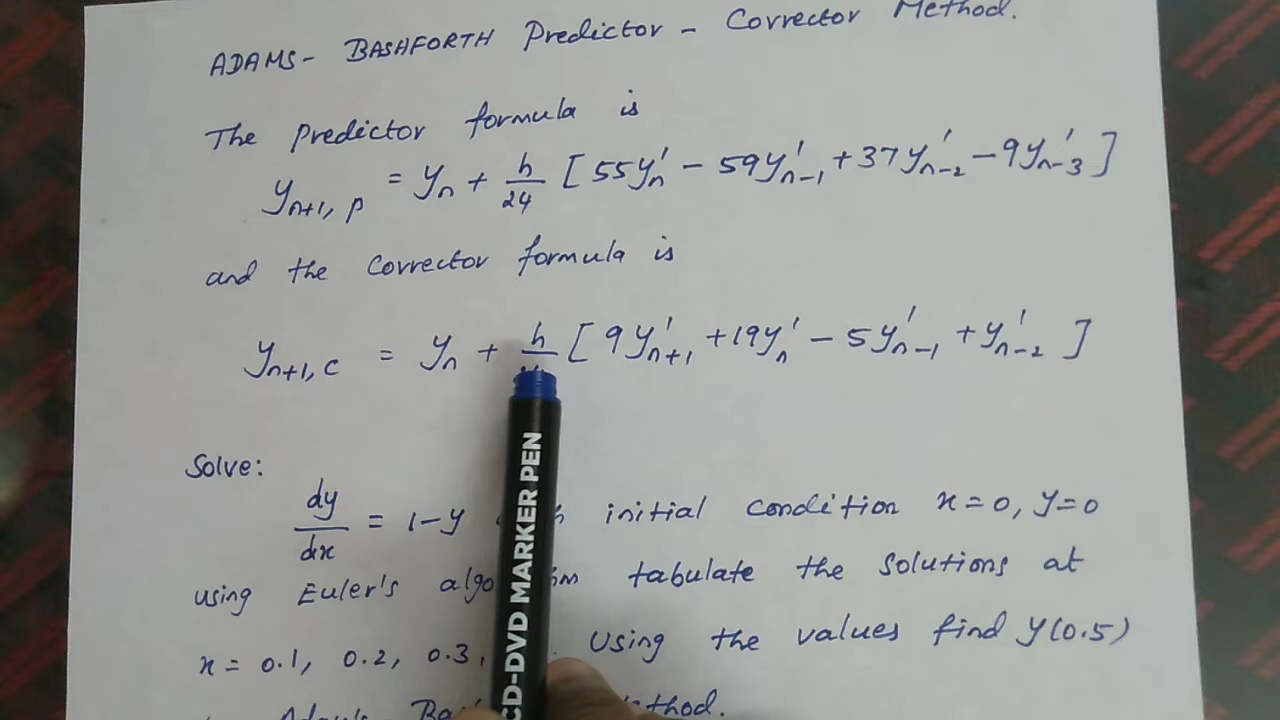 ADAMS- BASHFORTH Predictor - Corrector Method.
The Predictor formula is
y_{n+1, p} = y_n + h/24 [ 55y'_n - 59y'_{n-1} + 37y'_{n-2} - 9y'_{n-3} ]
and the Corrector formula is
y_{n+1, c} = y_n + h [ 9y'_{n+1} + 19y'_n - 5y'_{n-1} + y'_{n-2} ]
Solve:
dy/dx = 1-y initial condition x=0, y=0
using Euler's tabulate the solutions at
x = 0.1, 0.2, 0.3, Using the values find y(0.5)
CD-DVD MARKER PEN